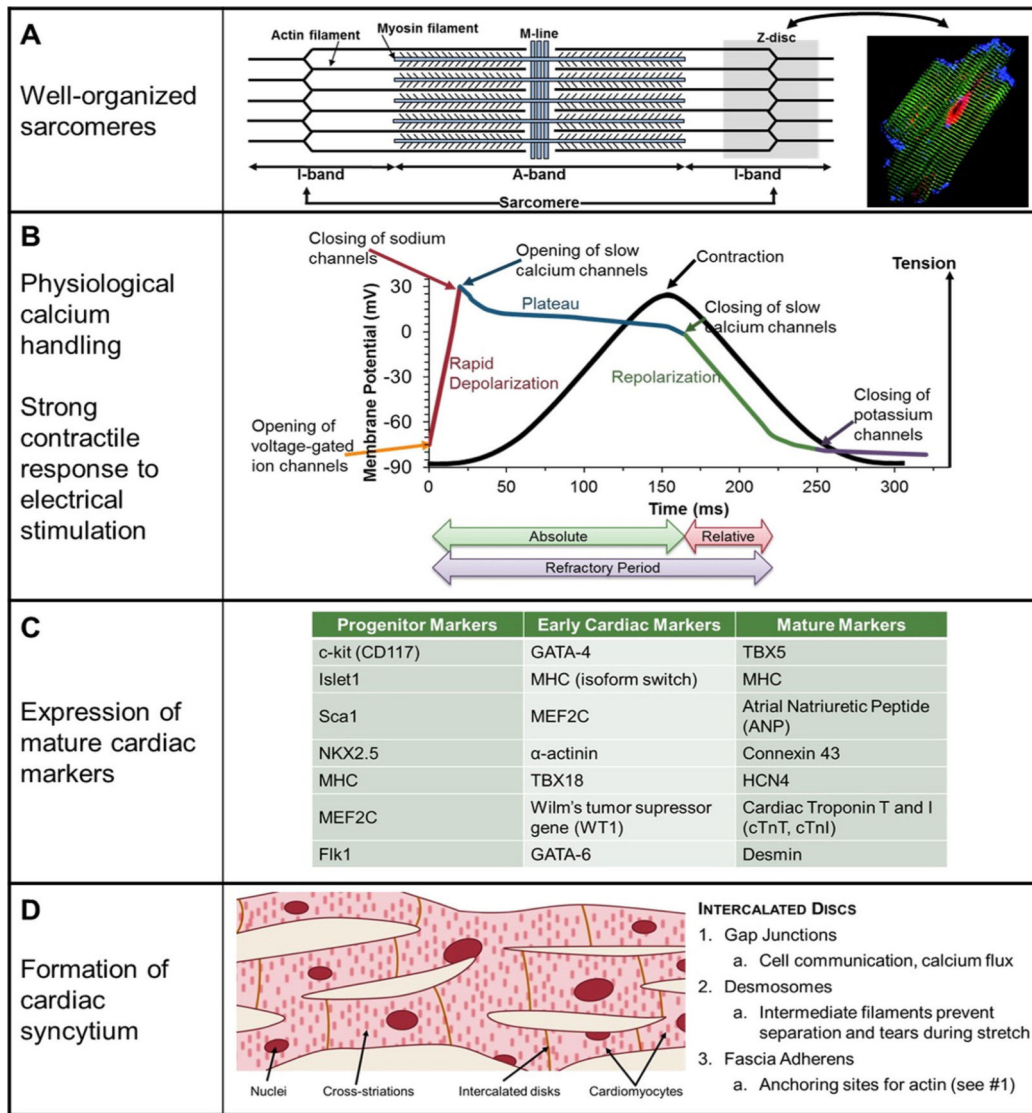 A
Well-organized
sarcomeres
Actin filament
Myosin filament
M-line
Z-disc
I-band
A-band
I-band
Sarcomere
B
Physiological
calcium
handling
Strong
contractile
response to
electrical
stimulation
Closing of sodium
channels
Opening of slow
calcium channels
Contraction
Tension
Plateau
Closing of slow
calcium channels
Rapid
Depolarization
Repolarization
Closing of
potassium
channels
Opening of
voltage-gated
ion channels
Membrane Potential (mV)
30
0
-30
-60
-90
0 50 100 150 200 250 300
Time (ms)
Absolute
Relative
Refractory Period
C
Expression of
mature cardiac
markers
Progenitor Markers Early Cardiac Markers Mature Markers
c-kit (CD117) GATA-4 TBX5
Islet1 MHC (isoform switch) MHC
Sca1 MEF2C Atrial Natriuretic Peptide
(ANP)
NKX2.5 α-actinin Connexin 43
MHC TBX18 HCN4
MEF2C Wilm's tumor supressor
gene (WT1) Cardiac Troponin T and I
(cTnT, cTnI)
Flk1 GATA-6 Desmin
D
Formation of
cardiac
syncytium
Nuclei
Cross-striations
Intercalated disks
Cardiomyocytes
INTERCALATED DISCS
1. Gap Junctions
a. Cell communication, calcium flux
2. Desmosomes
a. Intermediate filaments prevent
separation and tears during stretch
3. Fascia Adherens
a. Anchoring sites for actin (see #1)